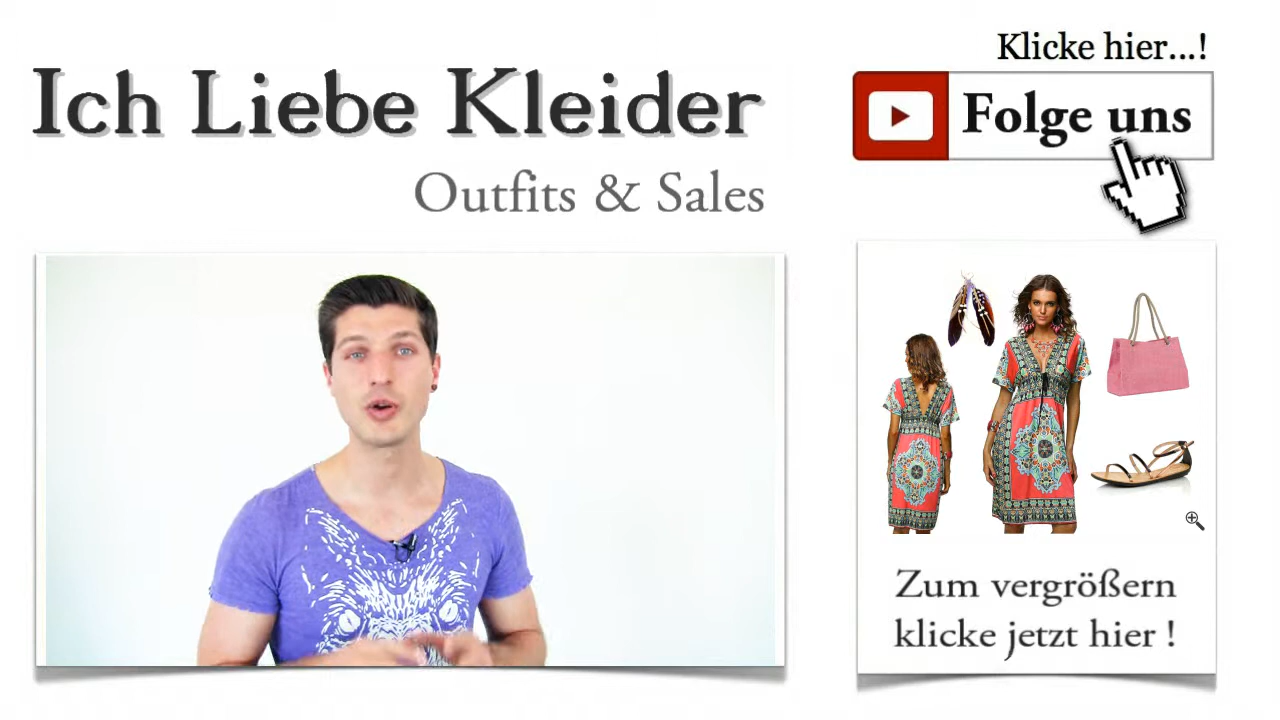 Ich Liebe Kleider
Outfits & Sales
Klicke hier...!
Folge uns
Zum vergrößern
klicke jetzt hier !